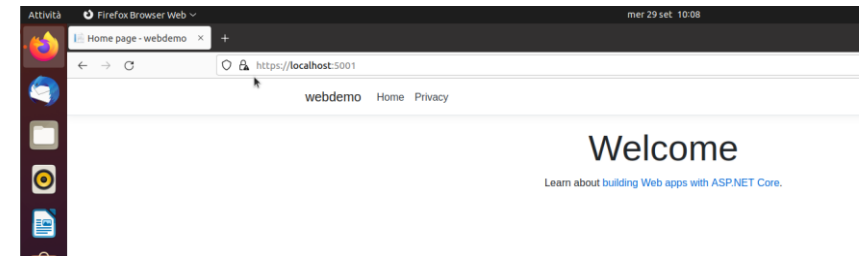 Attività Firefox Browser Web mer 29 set 10:08
Home page - webdemo × +
https://localhost:5001
webdemo Home Privacy
Welcome
Learn about building Web apps with ASP.NET Core.